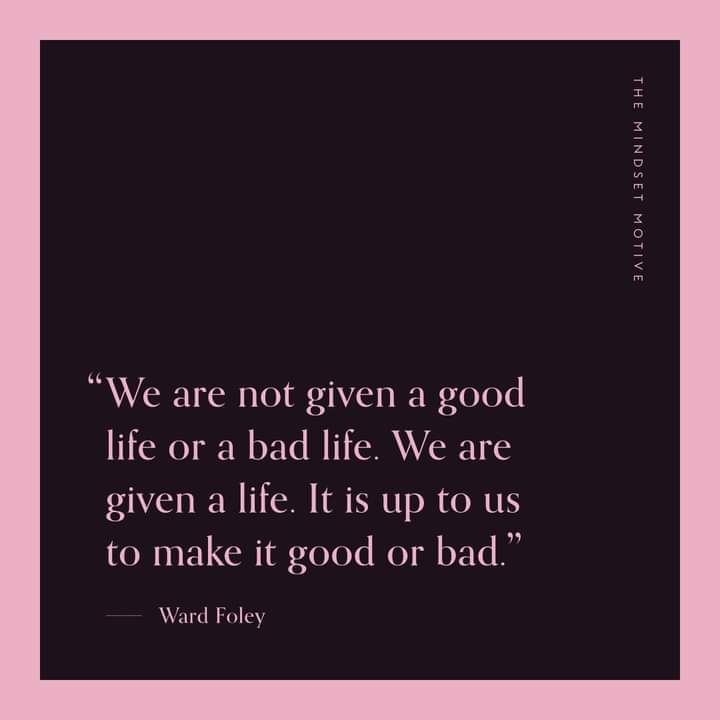 THE MINDSET MOTIVE
“We are not given a good
life or a bad life. We are
given a life. It is up to us
to make it good or bad.”
Ward Foley